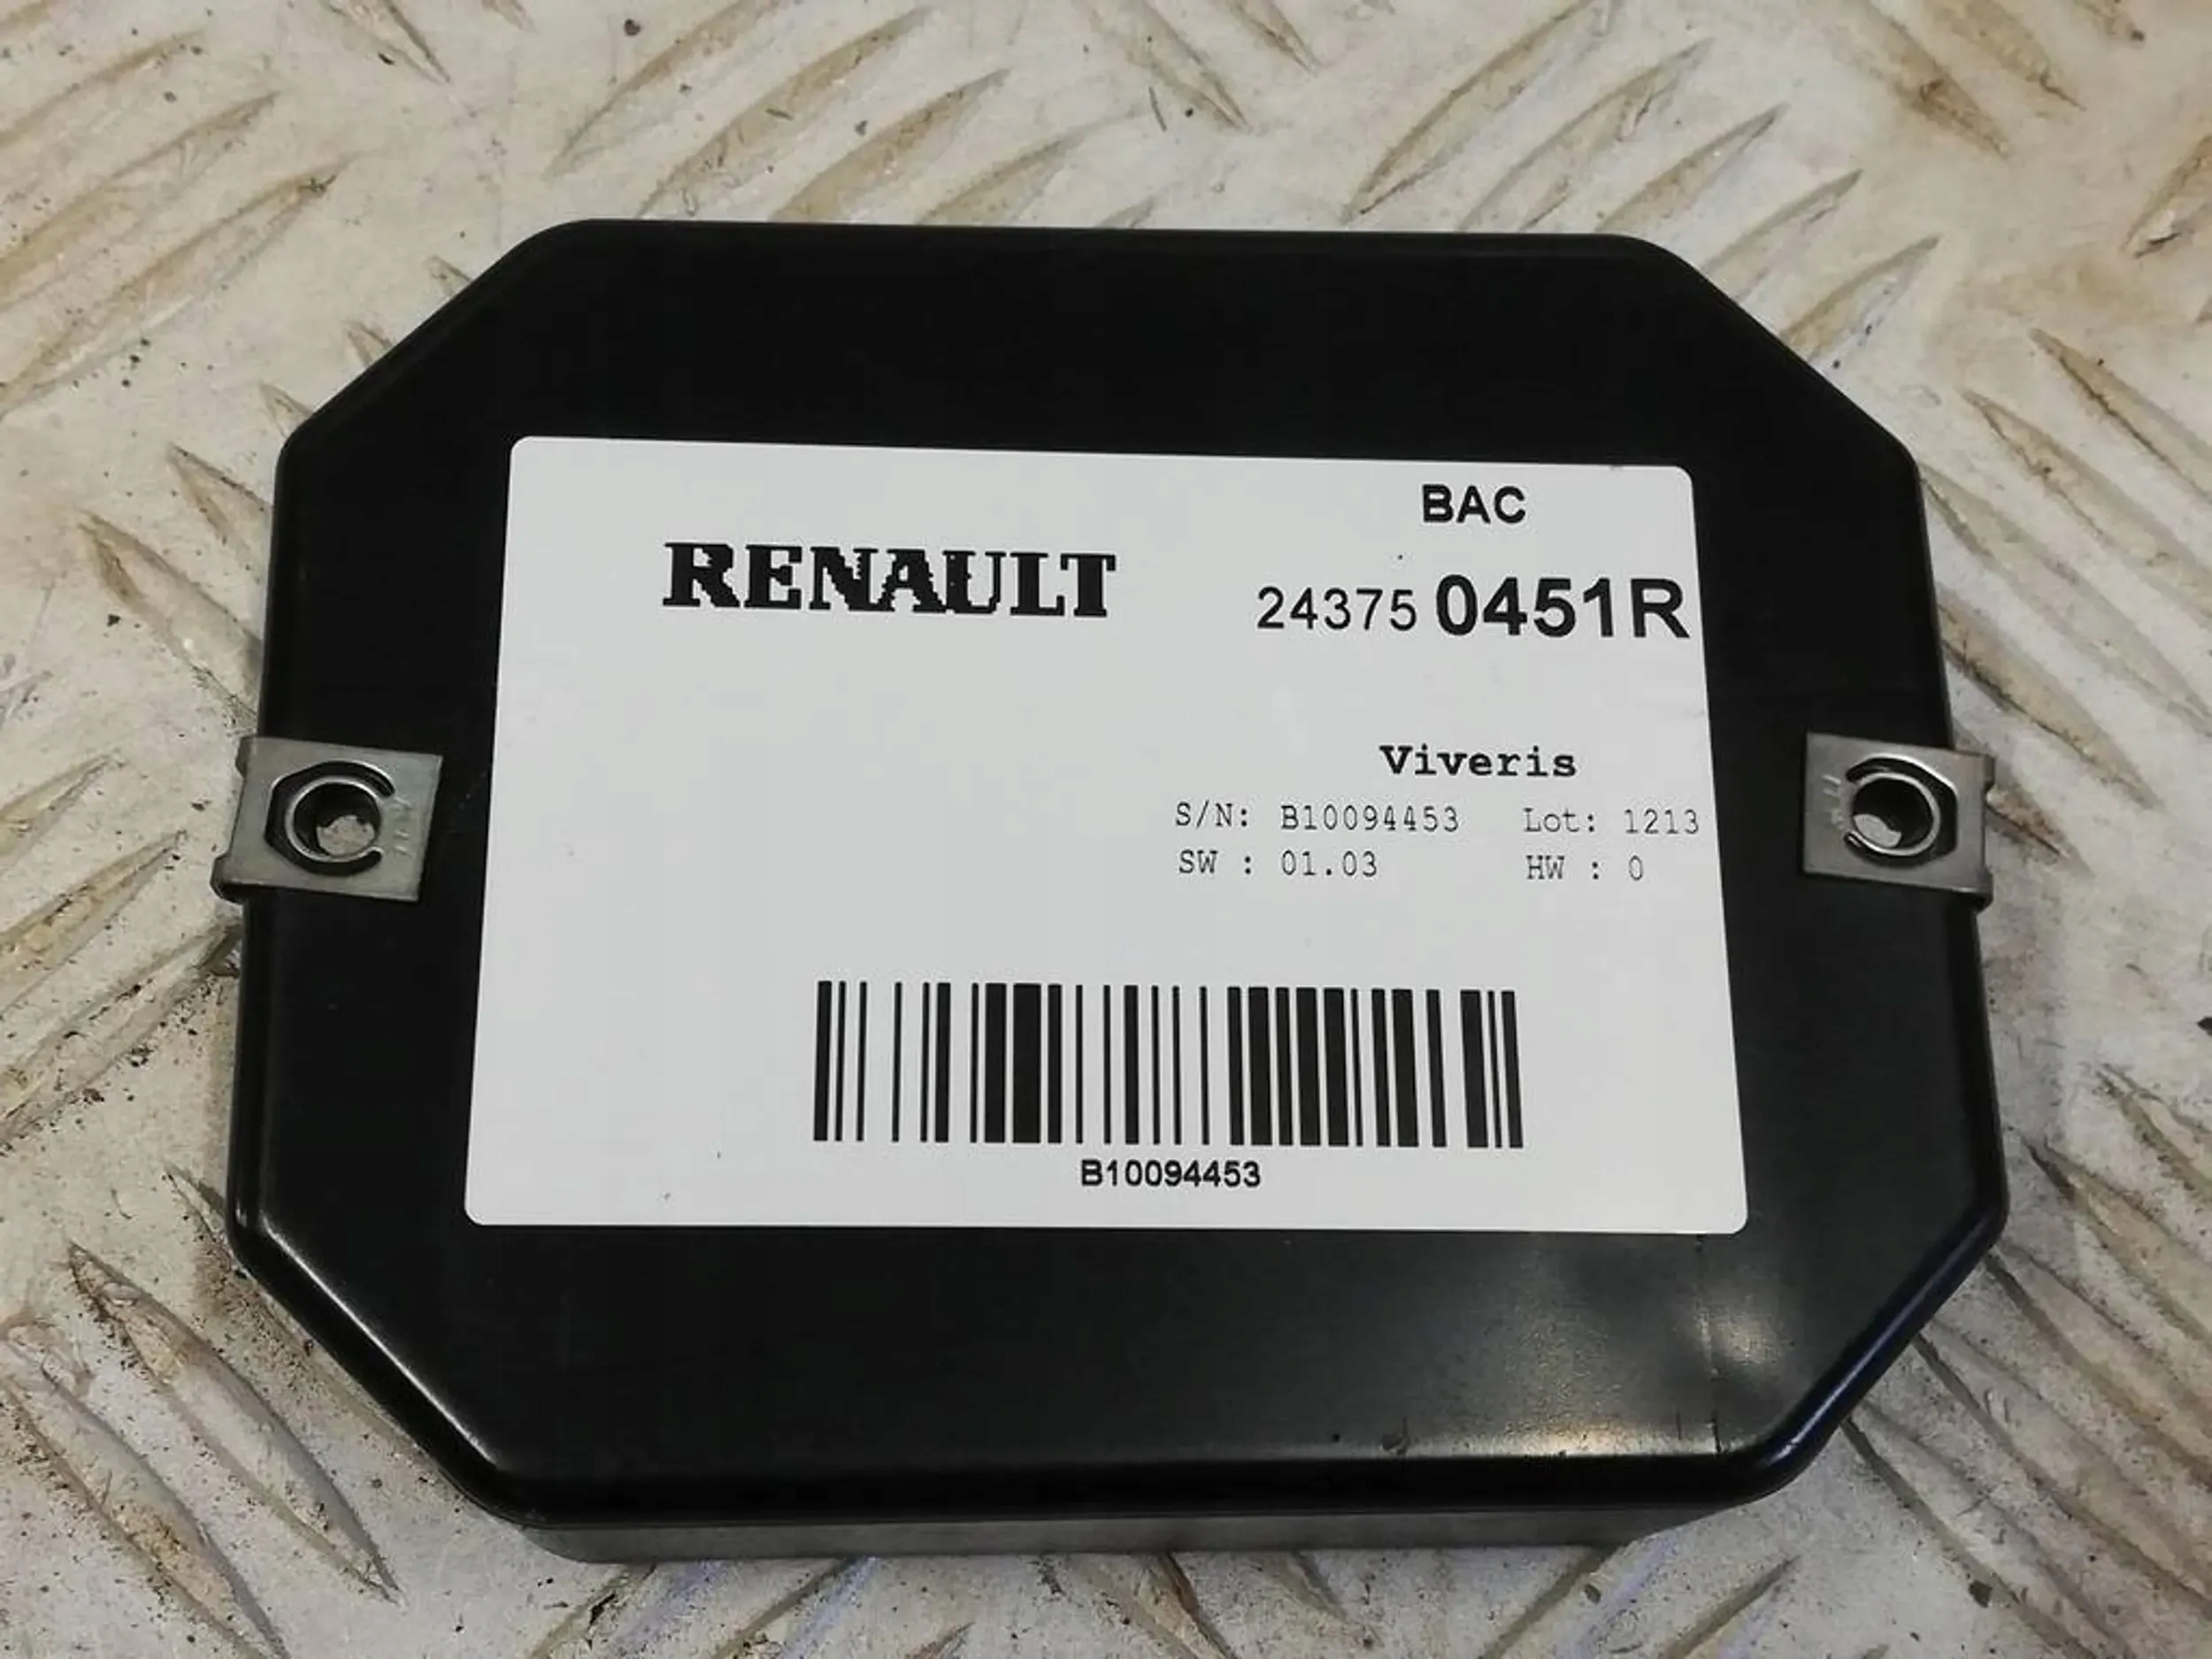 BAC
RENAULT
24375 0451R
Viveris
S/N: B10094453 Lot: 1213
SW : 01.03 HW : 0
B10094453